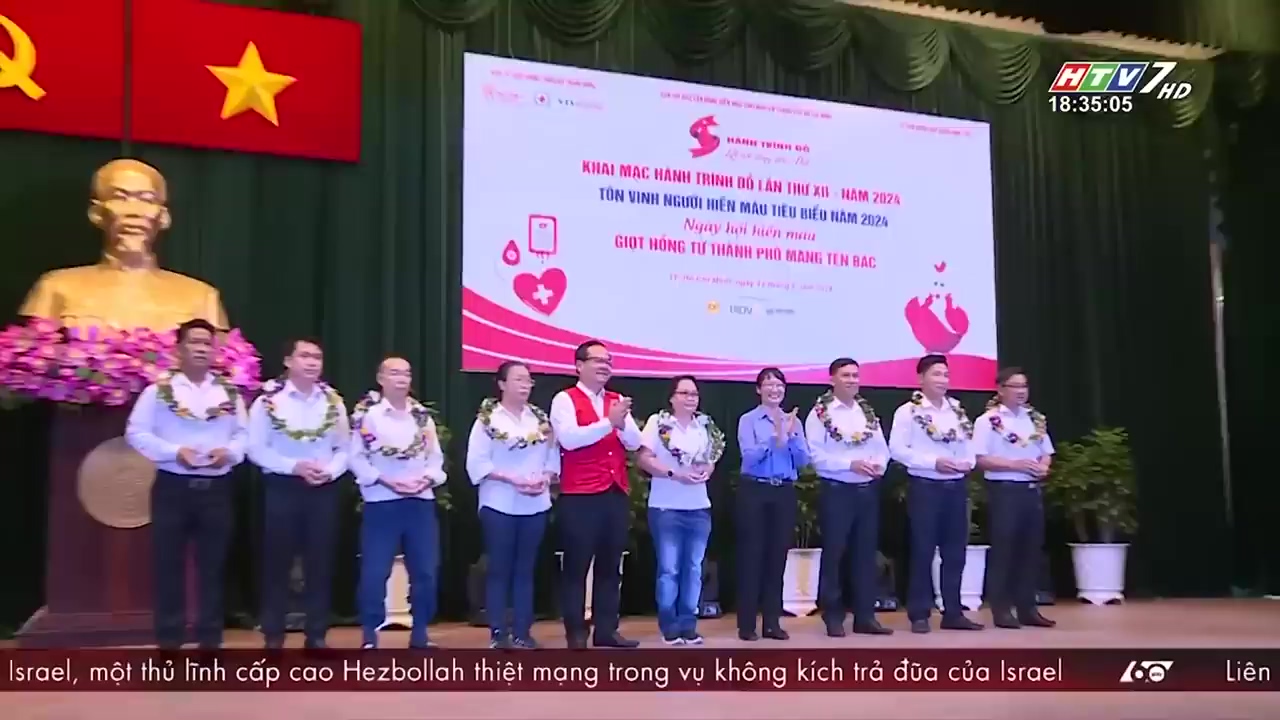 HTV7 HD
18:35:05
HÀNH TRÌNH ĐỎ
KHAI MẠC HÀNH TRÌNH ĐỎ LẦN THỨ XII - NĂM 2024
TÔN VINH NGƯỜI HIẾN MÁU TIÊU BIỂU NĂM 2024
Ngày hội hiến máu
GIỌT HỒNG TỪ THÀNH PHỐ MANG TÊN BÁC
Israel, một thủ lĩnh cấp cao Hezbollah thiệt mạng trong vụ không kích trả đũa của Israel
60
Liên